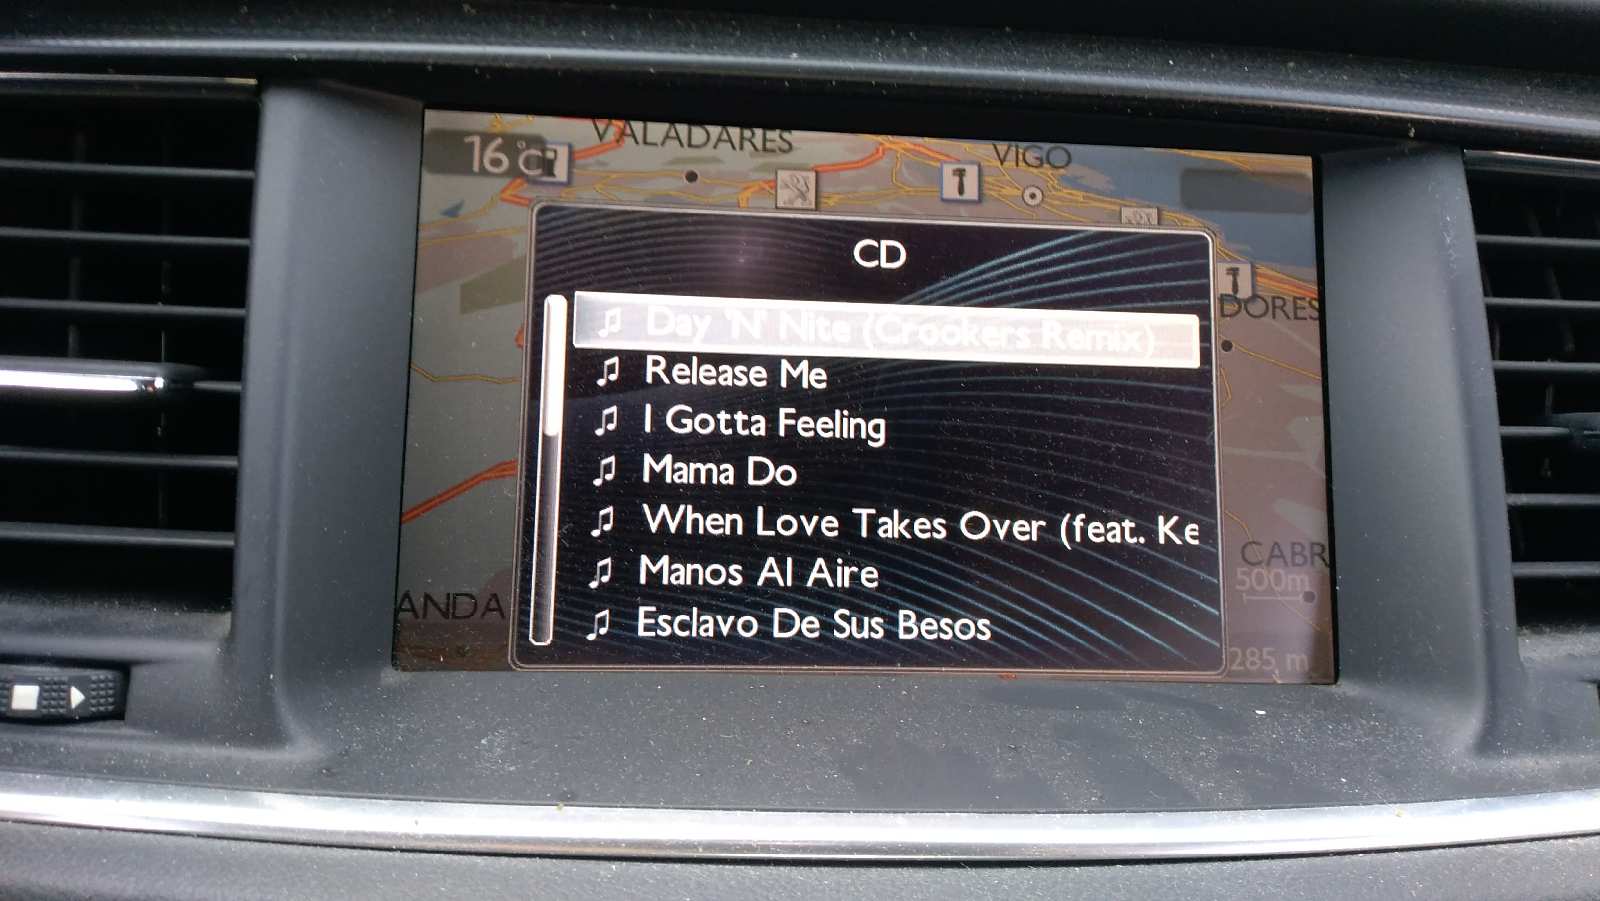 VALADARES
VIGO
16°C
CD
Day 'N' Nite (Crookers Remix)
DORES
Release Me
I Gotta Feeling
Mama Do
When Love Takes Over (feat. Ke
CABR
Manos Al Aire
500m
ANDA
Esclavo De Sus Besos
285 m